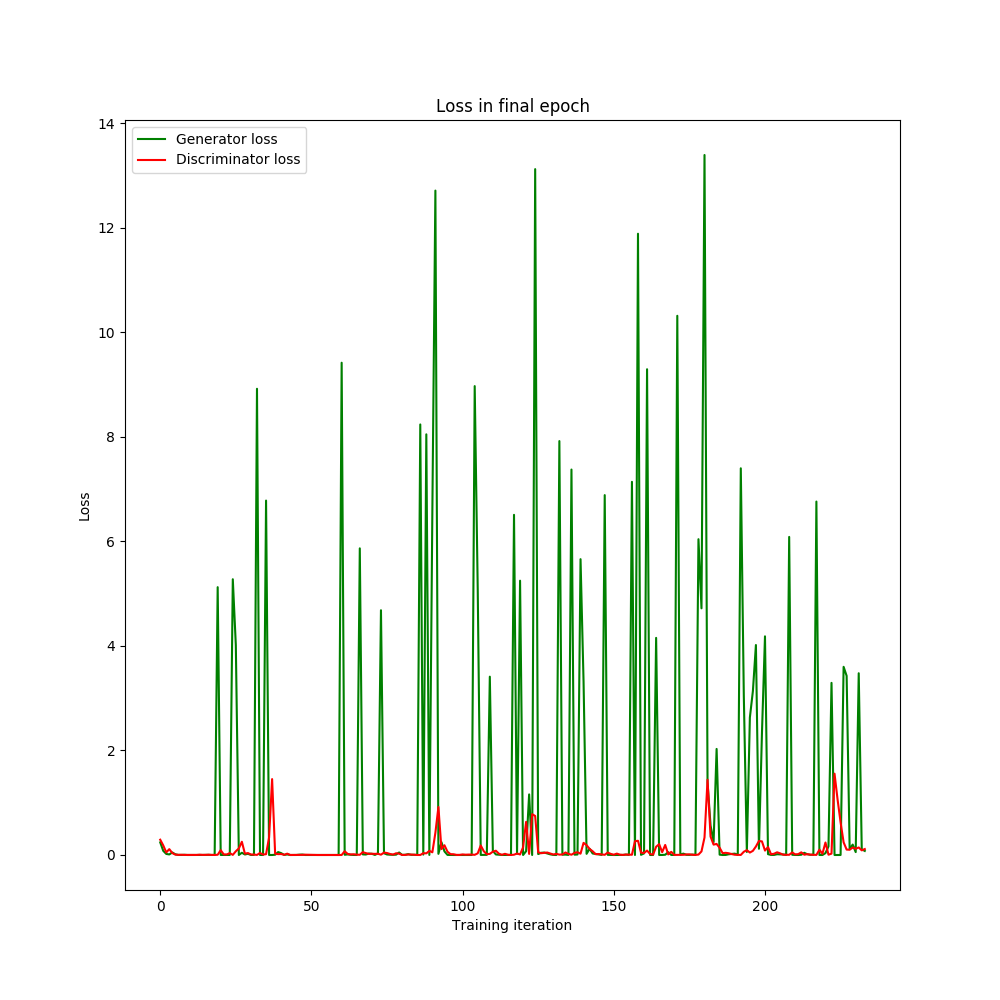 Loss in final epoch
14
12
10
8
6
4
2
0
Loss
Generator loss
Discriminator loss
0
50
100
150
200
Training iteration